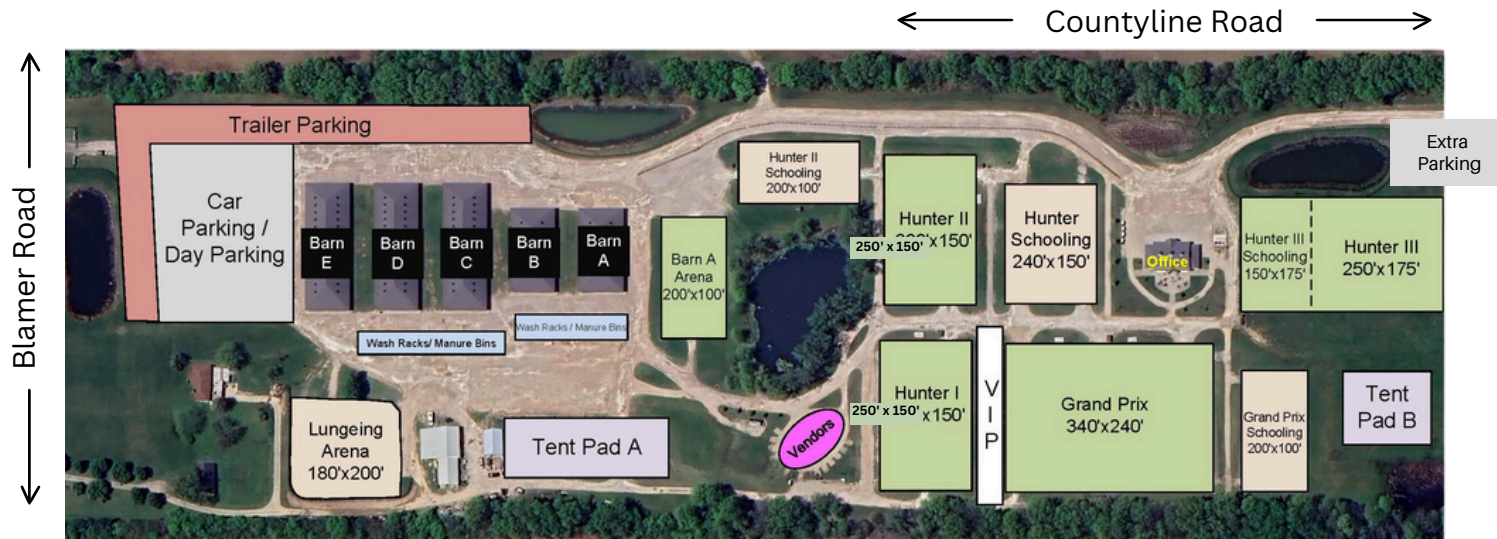 Countyline Road
Blamer Road
Trailer Parking
Car
Parking /
Day Parking
Barn
E
Barn
D
Barn
C
Barn
B
Barn
A
Wash Racks/ Manure Bins
Wash Racks / Manure Bins
Barn A
Arena
200'x100'
Hunter II
Schooling
200'x100'
Hunter II
250' x 150'
x150'
Hunter
Schooling
240'x150'
Office
Extra
Parking
Hunter III
Schooling
150'x175'
Hunter III
250'x175'
Lungeing
Arena
180'x200'
Tent Pad A
Vendors
Hunter I
250' x 150'
x150'
VIP
Grand Prix
340'x240'
Grand Prix
Schooling
200'x100'
Tent
Pad B